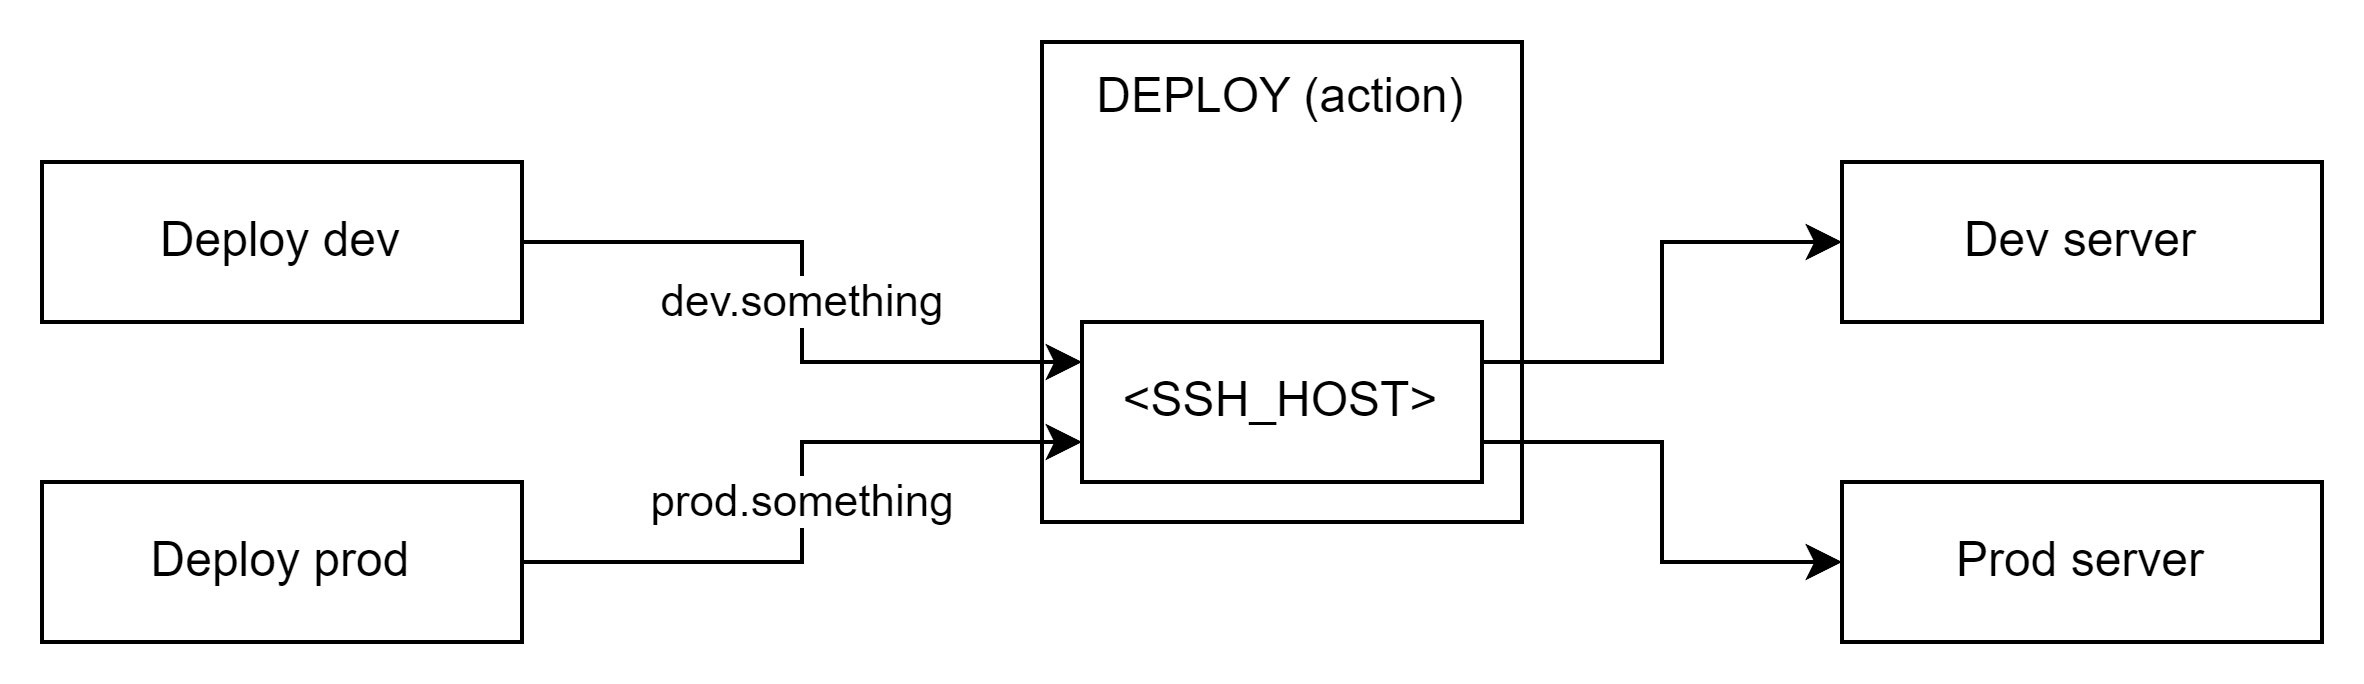 DEPLOY (action)
Deploy dev
dev.something
Dev server
<SSH_HOST>
prod.something
Deploy prod
Prod server